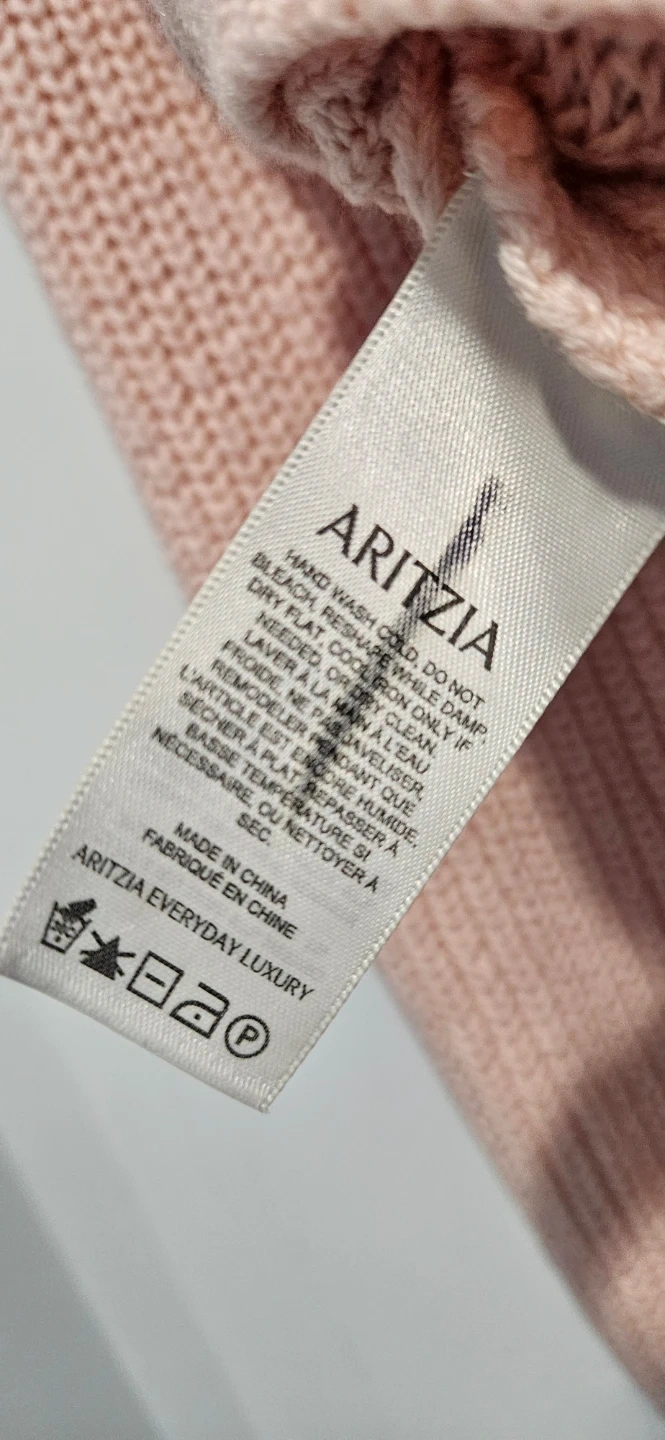 ARITZIA
HAND WASH COLD. DO NOT
BLEACH, RESHAPE WHILE DAMP,
DRY FLAT. COOL IRON ONLY IF
NEEDED, OR DRY CLEAN.
LAVER À LA MAIN À L'EAU
FROIDE, NE PAS JAVELISER,
REMODELER PENDANT QUE
L'ARTICLE EST ENCORE HUMIDE.
SÉCHER À PLAT, REPASSER À
BASSE TEMPÉRATURE SI
NÉCESSAIRE, OU NETTOYER À
SEC.
MADE IN CHINA
FABRIQUÉ EN CHINE
ARITZIA EVERYDAY LUXURY
P